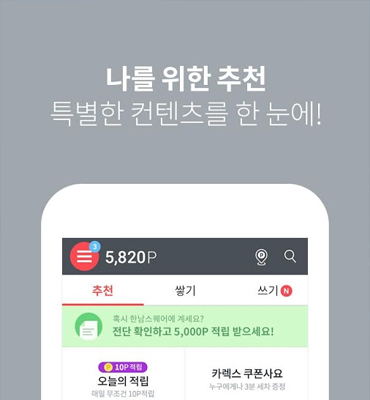 나를 위한 추천
특별한 컨텐츠를 한 눈에!
3
5,820P
P
추천 쌓기 쓰기 N
혹시 한남스퀘어에 계세요?
전단 확인하고 5,000P 적립 받으세요!
P 10P 적립
오늘의 적립
매일 무조건 10P적립
카렉스 쿠폰사요
누구에게나 3분 세차 증정